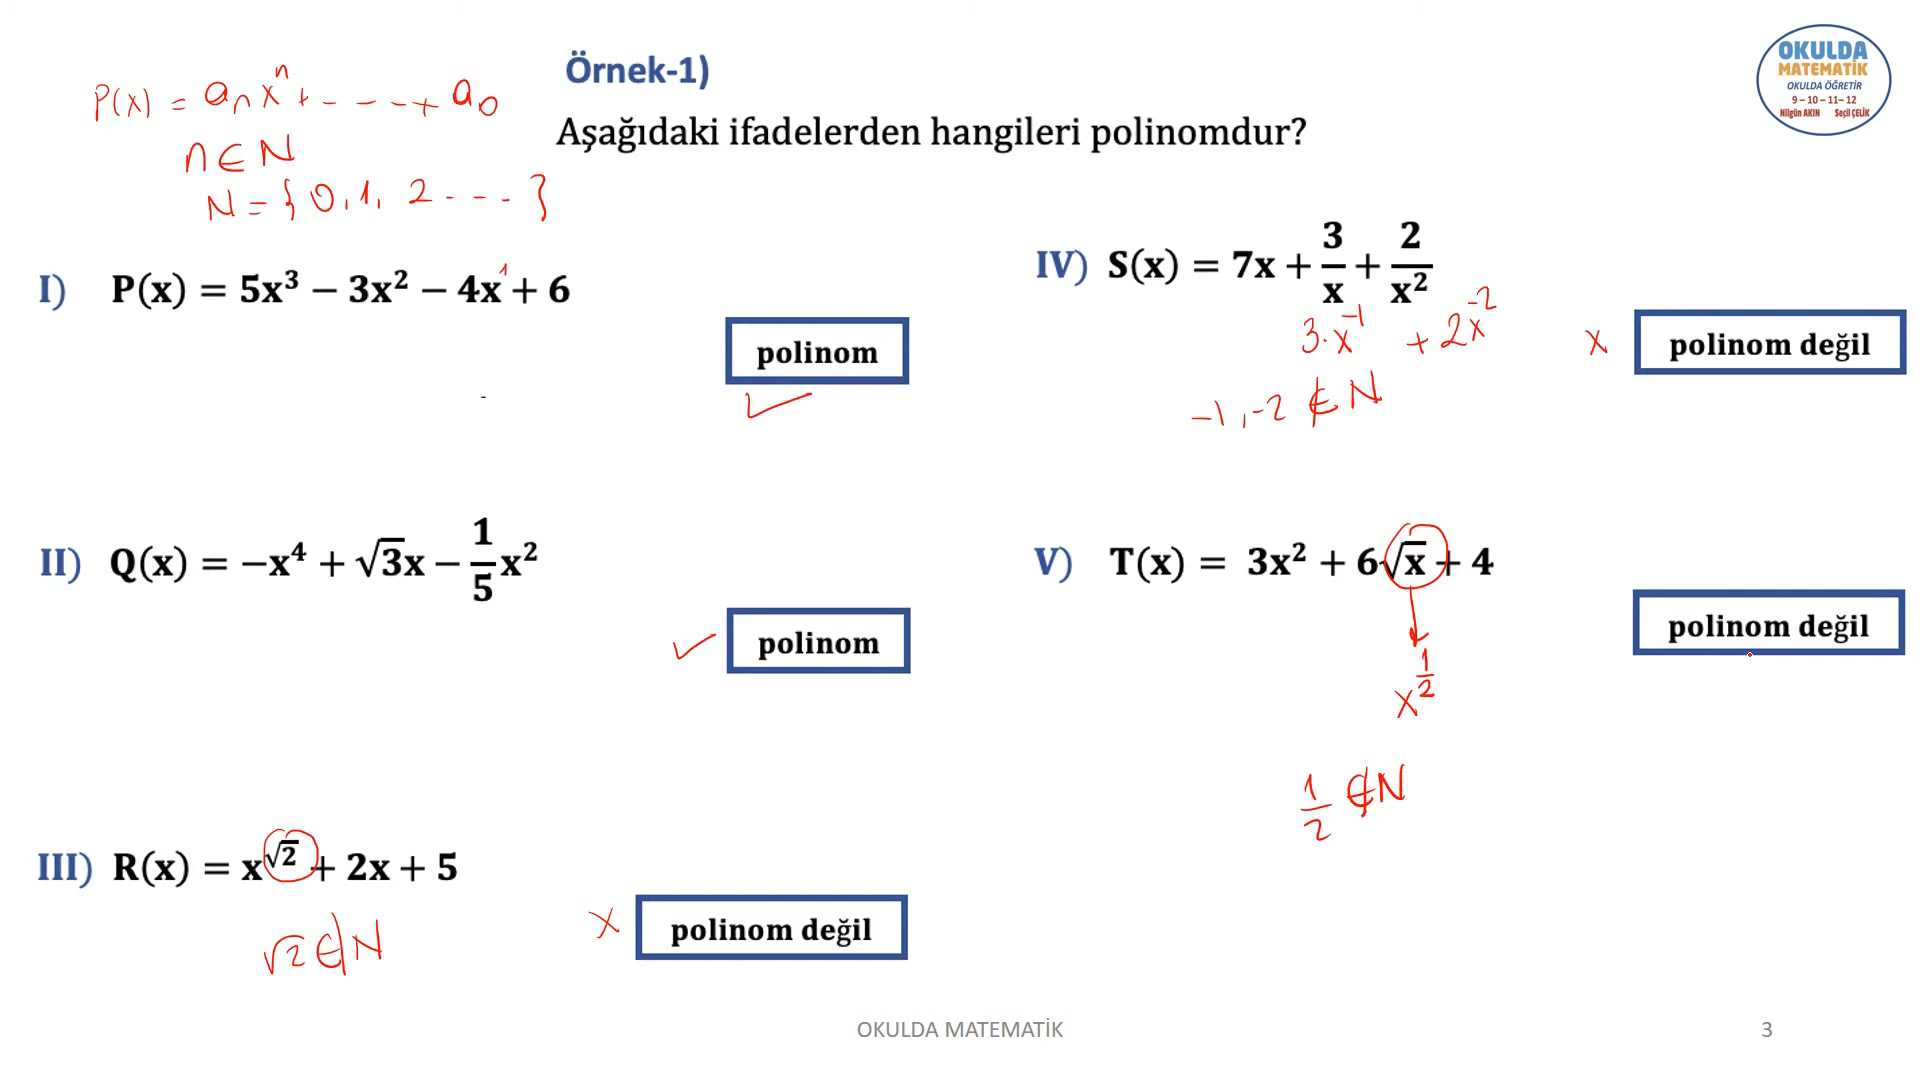 Örnek-1)
Aşağıdaki ifadelerden hangileri polinomdur?
P(x) = aₙxⁿ + - - - + a₀
n ∈ N
N = { 0, 1, 2 - - - - }
OKULDA
MATEMATİK
OKULDA ÖĞRETİR
9 – 10 – 11– 12
Nilgün AKIN Seçil ÇELİK
I) P(x) = 5x³ − 3x² − 4x¹ + 6
polinom
II) Q(x) = −x⁴ + √3x − 1/5 x²
polinom
III) R(x) = x^√2 + 2x + 5
√2 ∉ N
x polinom değil
IV) S(x) = 7x + 3/x + 2/x²
3·x⁻¹ + 2x⁻²
-1, -2 ∉ N
x polinom değil
V) T(x) = 3x² + 6√x + 4
x^1/2
1/2 ∉ N
polinom değil
OKULDA MATEMATİK
3